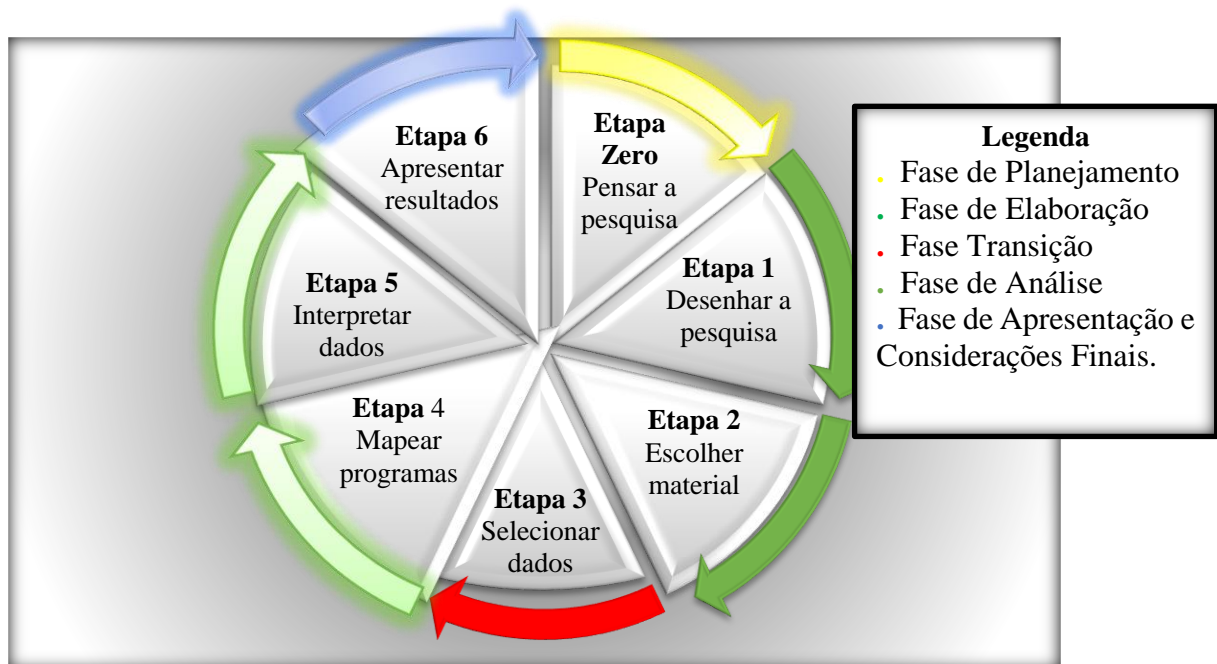 Etapa
Zero
Pensar a
pesquisa
Etapa 1
Desenhar a
pesquisa
Etapa 2
Escolher
material
Etapa 3
Selecionar
dados
Etapa 4
Mapear
programas
Etapa 5
Interpretar
dados
Etapa 6
Apresentar
resultados
Legenda
. Fase de Planejamento
. Fase de Elaboração
. Fase Transição
. Fase de Análise
. Fase de Apresentação e
Considerações Finais.